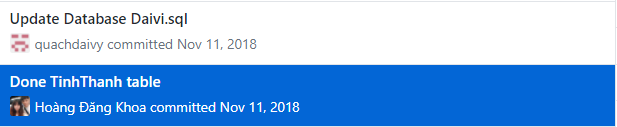 Update Database Daivi.sql
quachdaivy committed Nov 11, 2018
Done TinhThanh table
Hoàng Đăng Khoa committed Nov 11, 2018